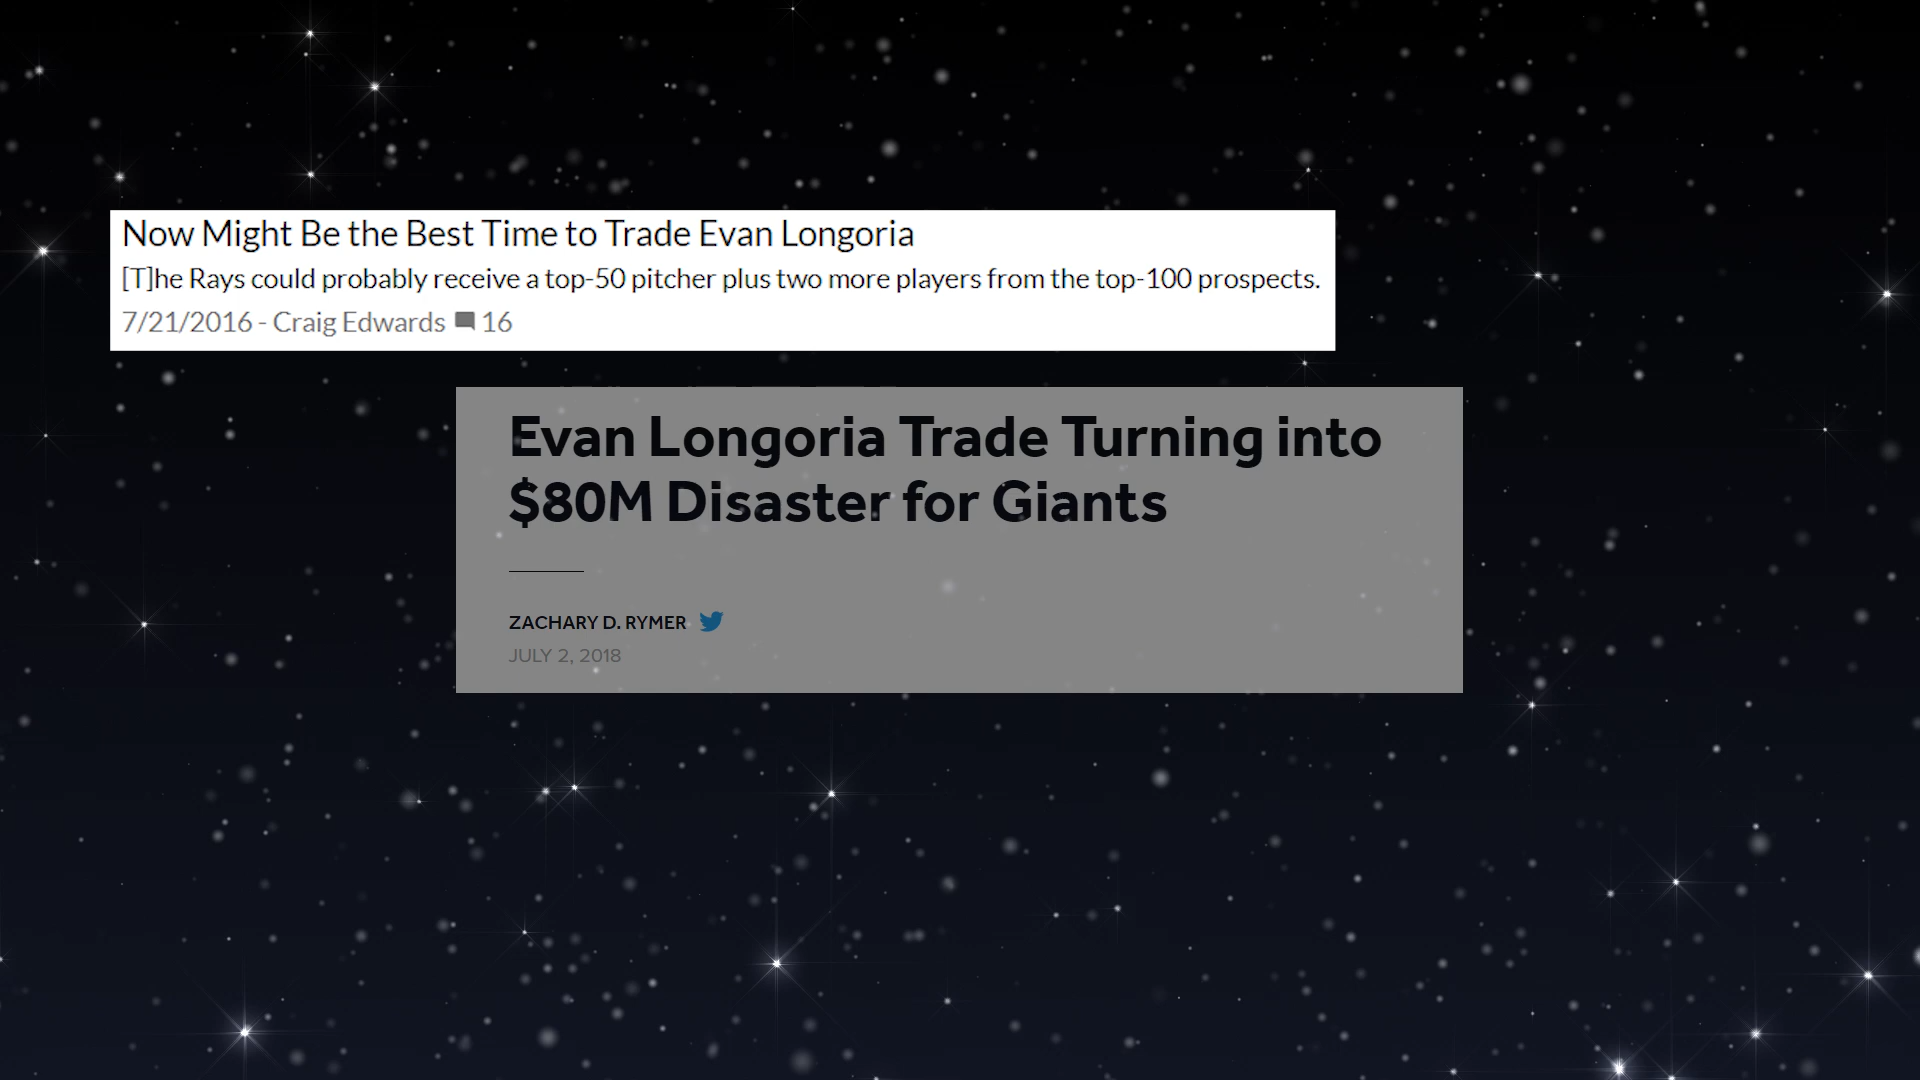 Now Might Be the Best Time to Trade Evan Longoria
[T]he Rays could probably receive a top-50 pitcher plus two more players from the top-100 prospects.
7/21/2016 - Craig Edwards 16
Evan Longoria Trade Turning into
$80M Disaster for Giants
ZACHARY D. RYMER
JULY 2, 2018